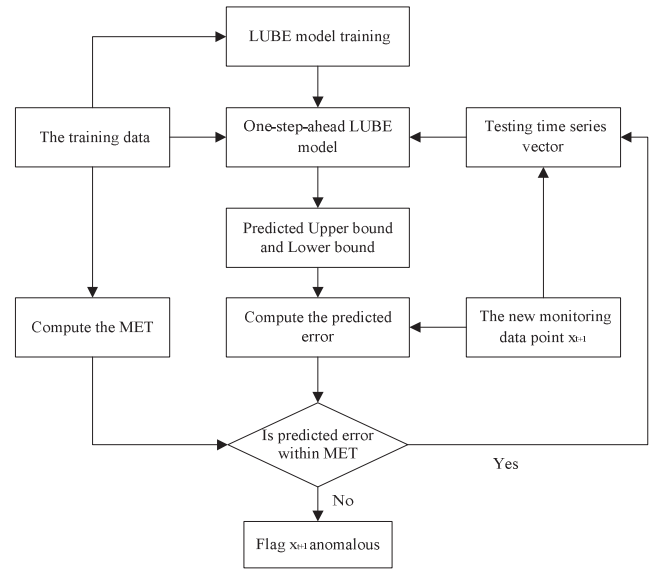 LUBE model training
The training data
One-step-ahead LUBE
model
Testing time series
vector
Predicted Upper bound
and Lower bound
Compute the MET
Compute the predicted
error
The new monitoring
data point xt+1
Is predicted error
within MET
Yes
No
Flag xt+1 anomalous